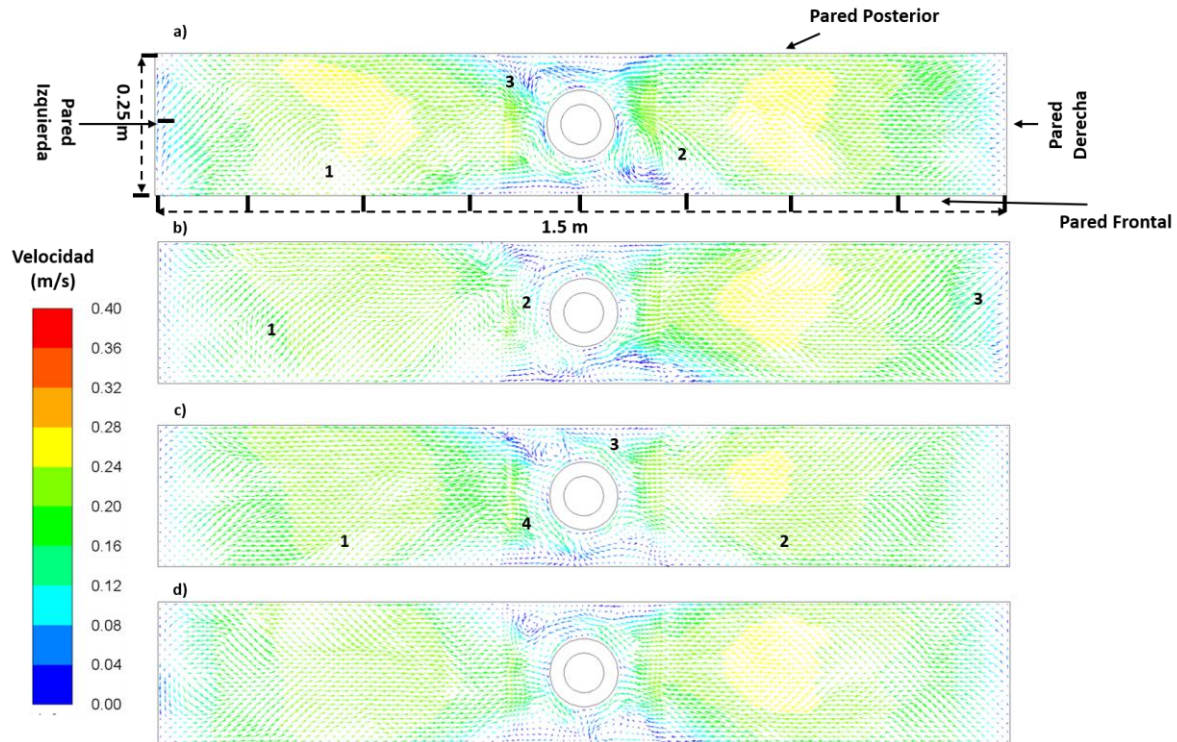 Pared Posterior
a)
3
Pared
Izquierda
0.25 m
Pared
Derecha
1
2
1.5 m
Pared Frontal
b)
Velocidad
(m/s)
2
3
1
0.40
0.36
0.32
0.28
0.24
0.20
0.16
0.12
0.08
0.04
0.00
c)
3
4
1
2
d)